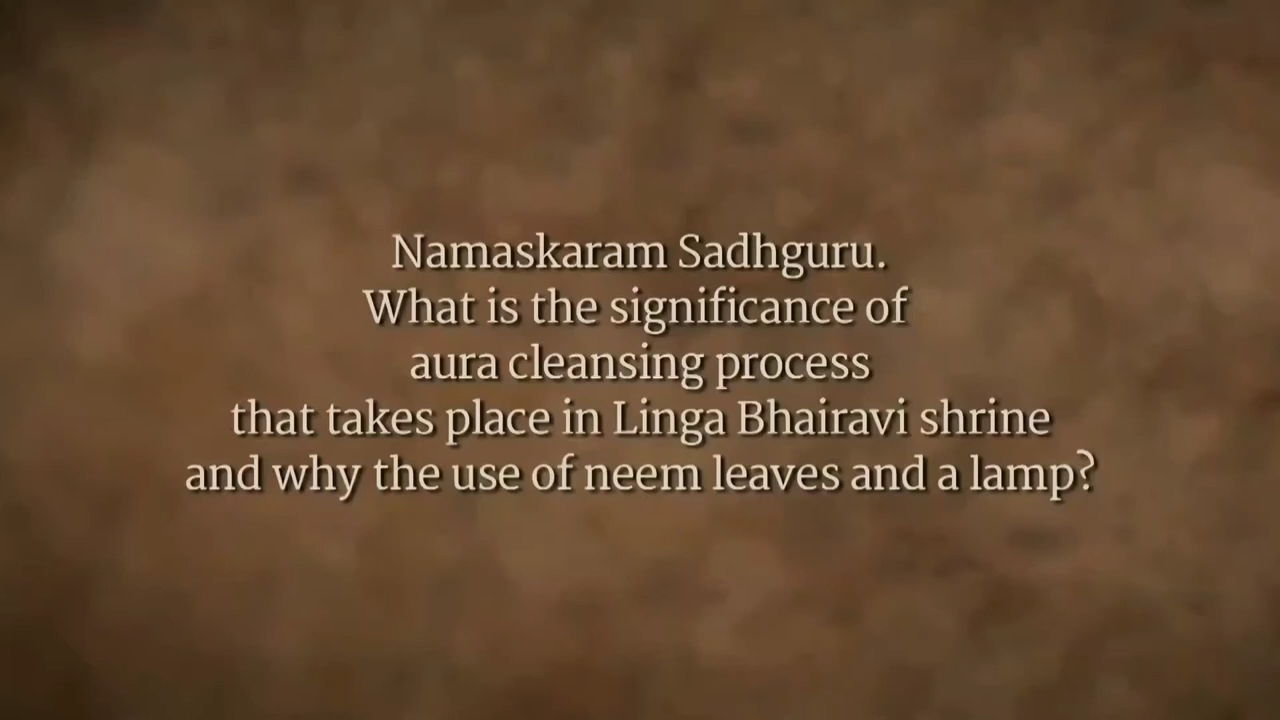 Namaskaram Sadhguru.
What is the significance of
aura cleansing process
that takes place in Linga Bhairavi shrine
and why the use of neem leaves and a lamp?